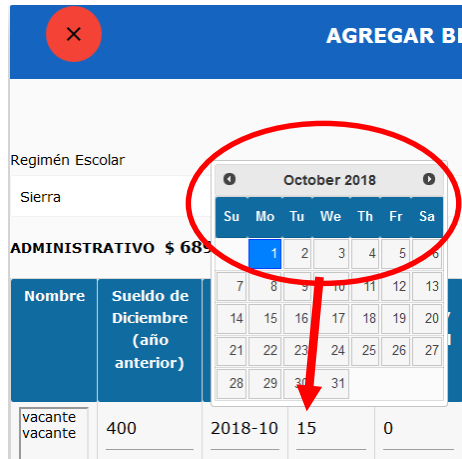 ×
AGREGAR B
Regimén Escolar
Sierra
October 2018
Su Mo Tu We Th Fr Sa
1 2 3 4 5 6
7 8 9 10 11 12 13
14 15 16 17 18 19 20
21 22 23 24 25 26 27
28 29 30 31
ADMINISTRATIVO $ 689
Nombre
Sueldo de
Diciembre
(año
anterior)
vacante
vacante
400
2018-10
15
0